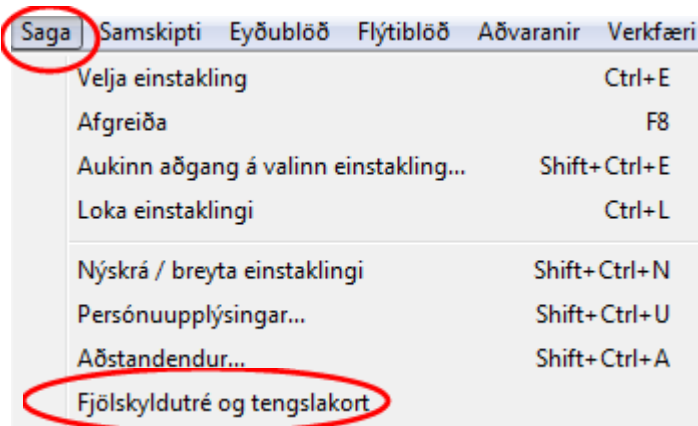 Saga Samskipti Eyðublöð Flýtiblöð Aðvaranir Verkfæri
Velja einstakling Ctrl+E
Afgreiða F8
Aukinn aðgang á valinn einstakling... Shift+Ctrl+E
Loka einstaklingi Ctrl+L
Nýskrá / breyta einstaklingi Shift+Ctrl+N
Persónuupplýsingar... Shift+Ctrl+U
Aðstandendur... Shift+Ctrl+A
Fjölskyldutré og tengslakort